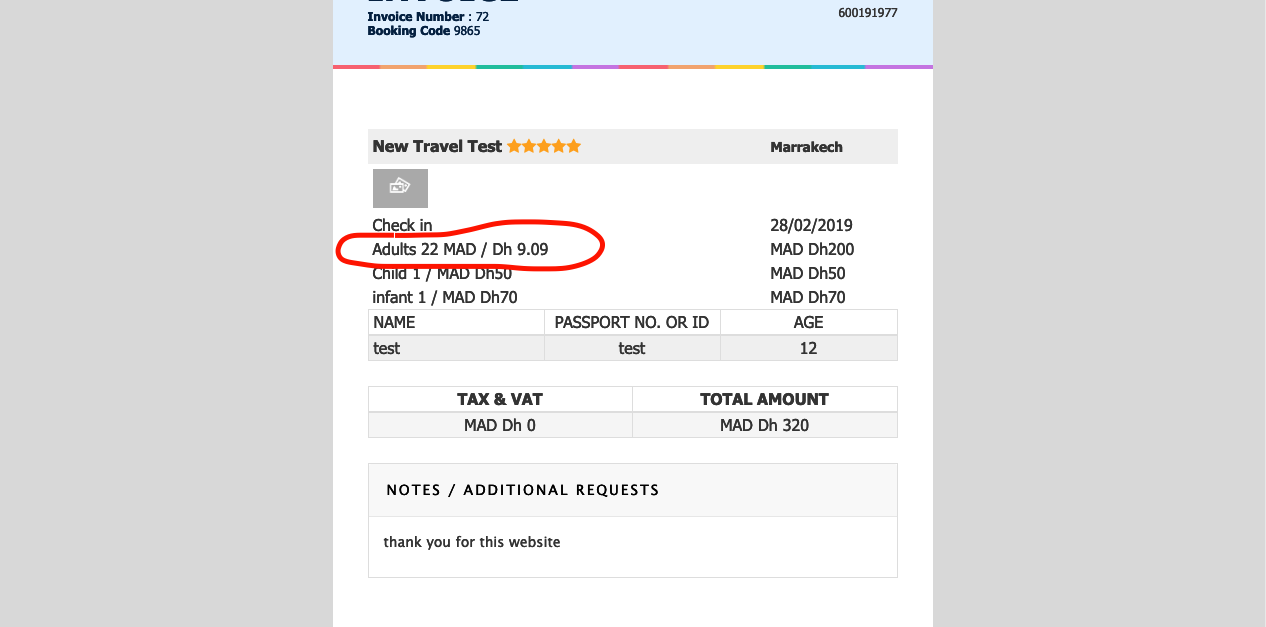 Invoice Number : 72
600191977
Booking Code 9865
New Travel Test
Marrakech
Check in
28/02/2019
Adults 22 MAD / Dh 9.09
MAD Dh200
Child 1 / MAD Dh50
MAD Dh50
infant 1 / MAD Dh70
MAD Dh70
NAME PASSPORT NO. OR ID AGE
test test 12
TAX & VAT TOTAL AMOUNT
MAD Dh 0 MAD Dh 320
NOTES / ADDITIONAL REQUESTS
thank you for this website